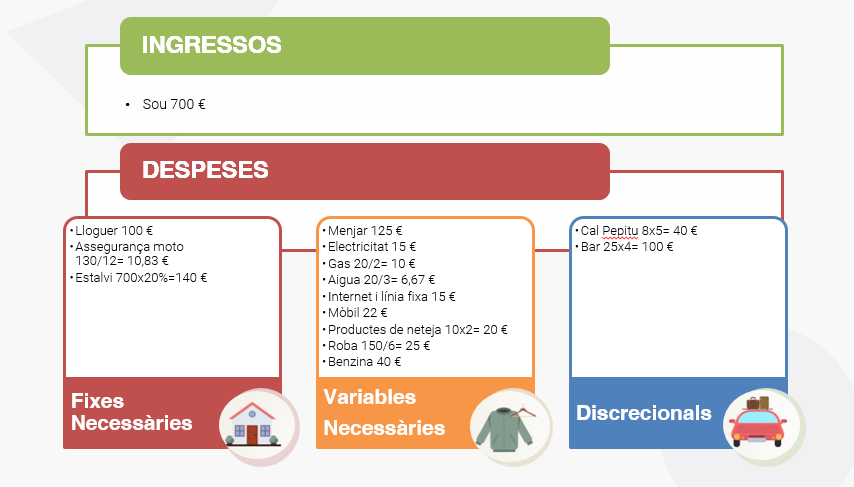 INGRESSOS
• Sou 700 €
DESPESES
• Lloguer 100 €
• Assegurança moto
130/12= 10,83 €
• Estalvi 700x20%=140 €
Fixes
Necessàries
• Menjar 125 €
• Electricitat 15 €
• Gas 20/2= 10 €
• Aigua 20/3= 6,67 €
• Internet i línia fixa 15 €
• Mòbil 22 €
• Productes de neteja 10x2= 20 €
• Roba 150/6= 25 €
• Benzina 40 €
Variables
Necessàries
• Cal Pepitu 8x5= 40 €
• Bar 25x4= 100 €
Discrecionals